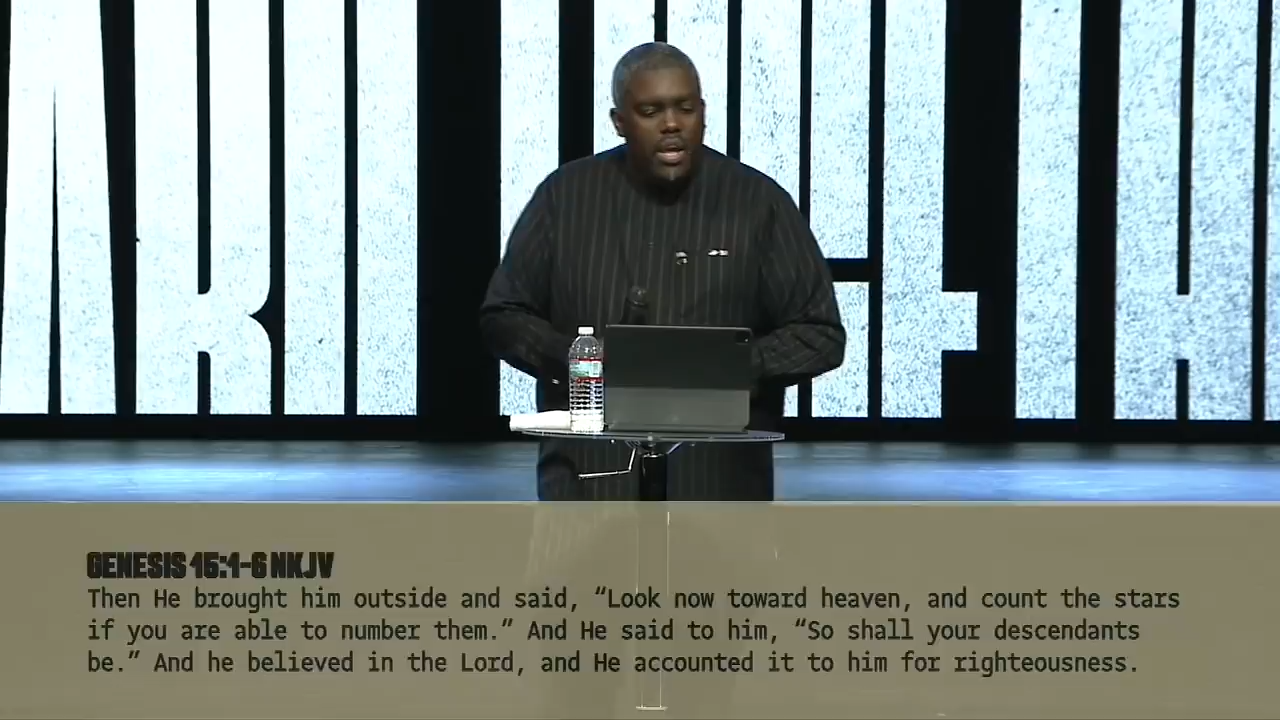 GENESIS 15:1-6 NKJV
Then He brought him outside and said, “Look now toward heaven, and count the stars
if you are able to number them.” And He said to him, “So shall your descendants
be.” And he believed in the Lord, and He accounted it to him for righteousness.